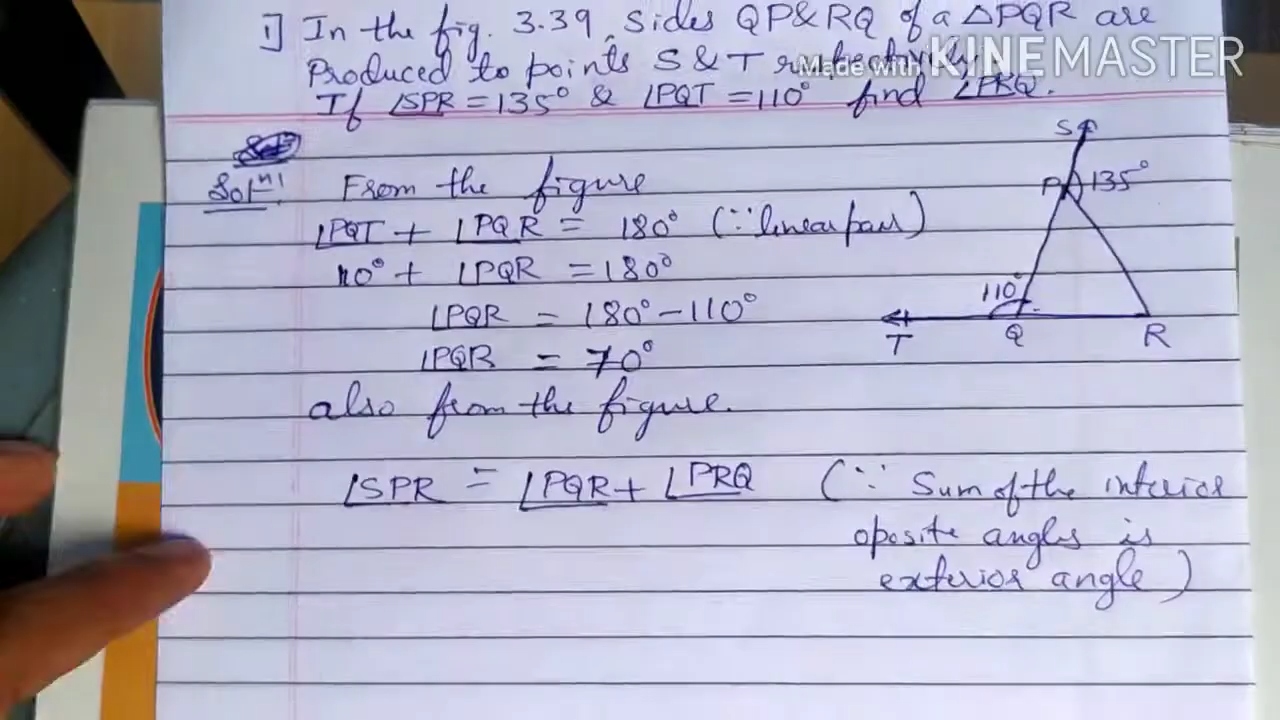 i] In the fig. 3.39, Sides QP & RQ of a △PQR are
Produced to points S & T respectively
Made with KINEMASTER
If ∠SPR = 135° & ∠PQT = 110° find ∠PRQ.
Solⁿ! From the figure
∠PQT + ∠PQR = 180° (∵ linear pair)
110° + ∠PQR = 180°
∠PQR = 180° - 110°
∠PQR = 70°
also from the figure.
∠SPR = ∠PQR + ∠PRQ (∵ Sum of the interior
oposite angles is
exterior angle)
S
P 135°
110°
T Q R